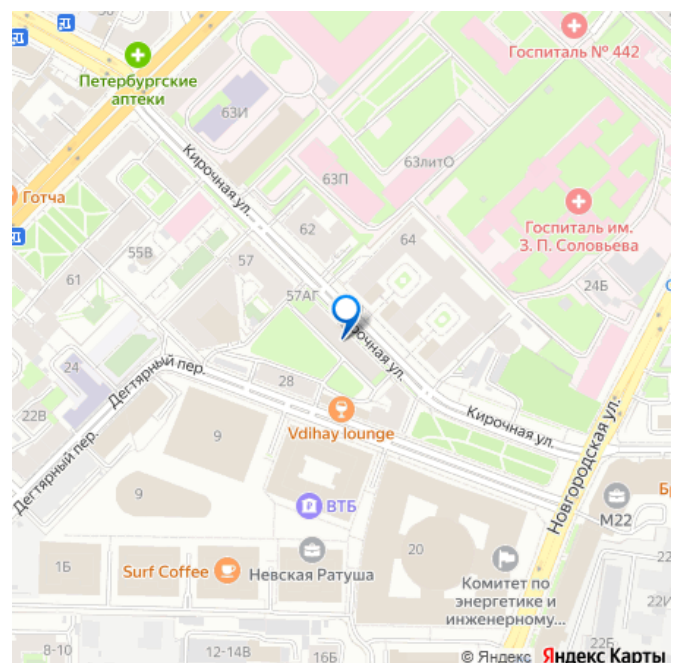 Госпиталь № 442
Петербургские
аптеки
63И
Кирочная ул.
63П
63литО
Готча
62
64
Госпиталь им.
З. П. Соловьева
55В
57
24Б
61
57АГ
Кирочная ул.
24
Дегтярный пер.
28
22В
Vdihay lounge
Кирочная ул.
9
Новгородская ул.
Дегтярный пер.
9
ВТБ
М22
20
1Б
Surf Coffee
Невская Ратуша
Комитет по
энергетике и
инженерному...
22И
8-10
12-14В
16Б
22Б
© Яндекс Яндекс Карты